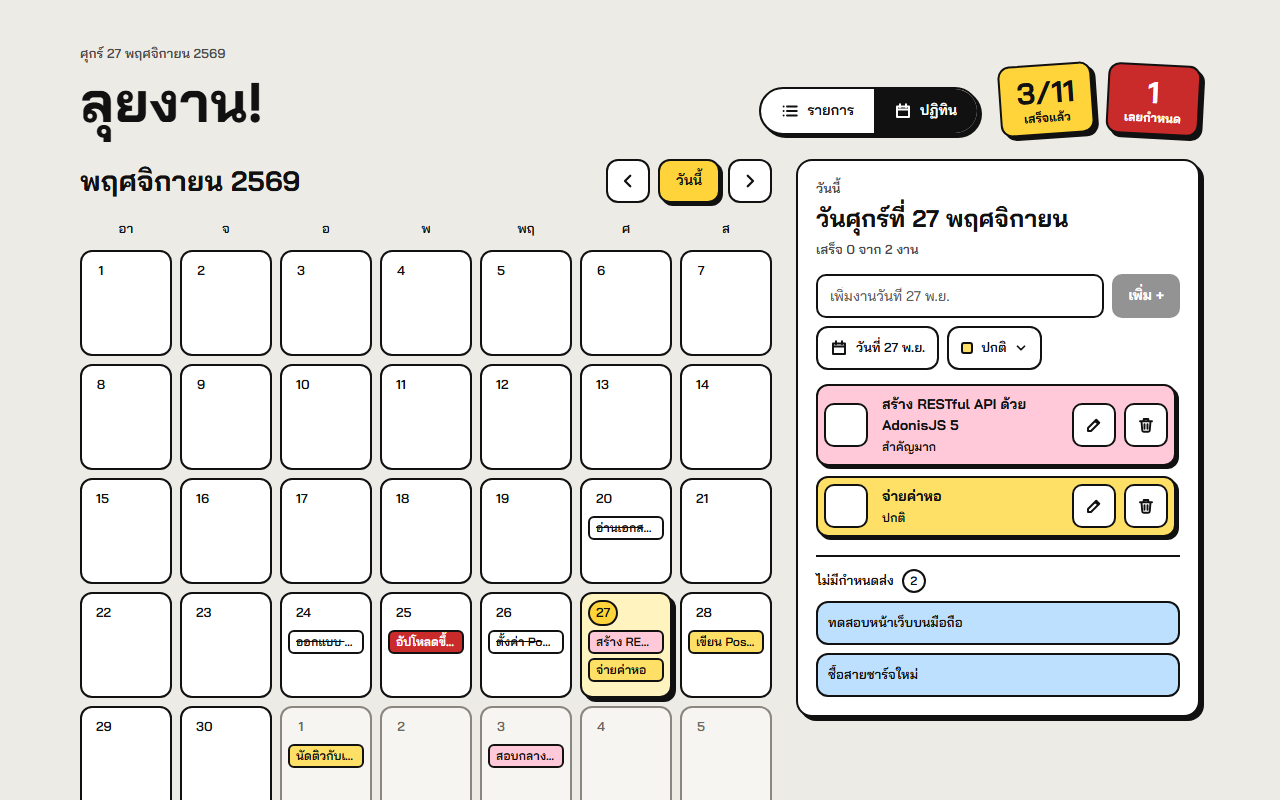 ศุกร์ 27 พฤศจิกายน 2569
ลุยงาน!
รายการ
ปฏิทิน
3/11
เสร็จแล้ว
1
เลยกำหนด
พฤศจิกายน 2569
วันนี้
อา จ อ พ พฤ ศ ส
1 2 3 4 5 6 7
8 9 10 11 12 13 14
15 16 17 18 19 20 21
อ่านเอกส...
22 23 24 25 26 27 28
ออกแบบ ... อัปโหลดขึ้... ตั้งค่า Po... สร้าง RE... เขียน Pos...
จ่ายค่าหอ
29 30 1 2 3 4 5
นัดติวกับเ... สอบกลาง...
วันนี้
วันศุกร์ที่ 27 พฤศจิกายน
เสร็จ 0 จาก 2 งาน
เพิ่มงานวันที่ 27 พ.ย.
เพิ่ม +
วันที่ 27 พ.ย.
ปกติ
สร้าง RESTful API ด้วย
AdonisJS 5
สำคัญมาก
จ่ายค่าหอ
ปกติ
ไม่มีกำหนดส่ง 2
ทดสอบหน้าเว็บบนมือถือ
ซื้อสายชาร์จใหม่